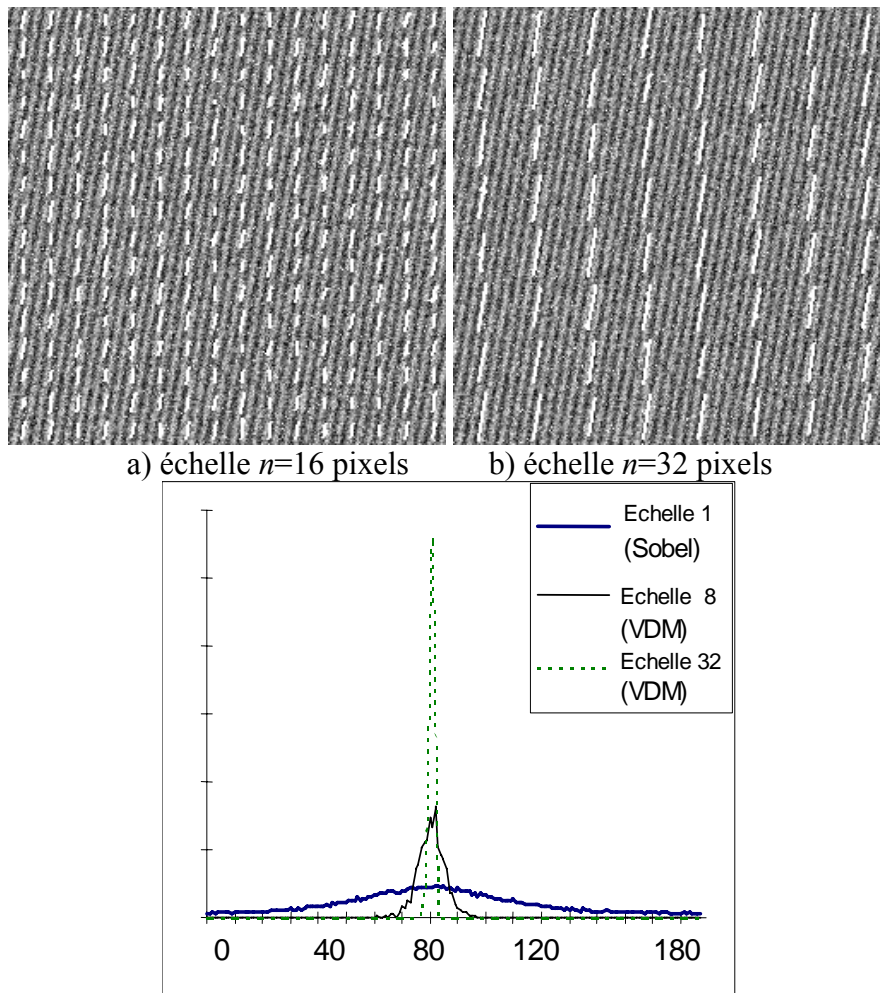 a) échelle n=16 pixels
b) échelle n=32 pixels
Echelle 1
(Sobel)
Echelle 8
(VDM)
Echelle 32
(VDM)
0 40 80 120 180